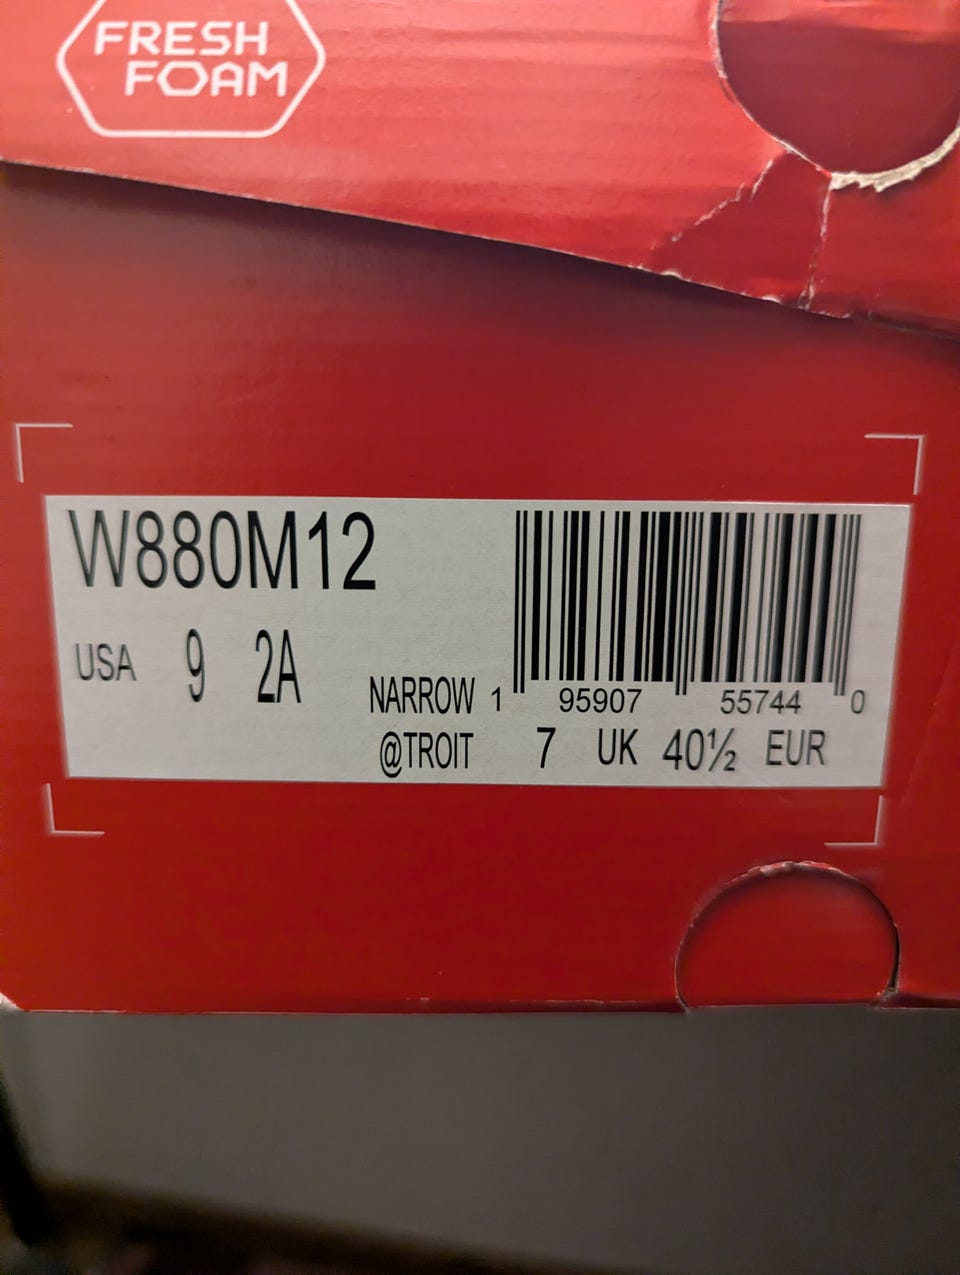 FRESH
FOAM
W880M12
USA 9 2A
NARROW 1 95907 55744 0
@TROIT 7 UK 40½ EUR